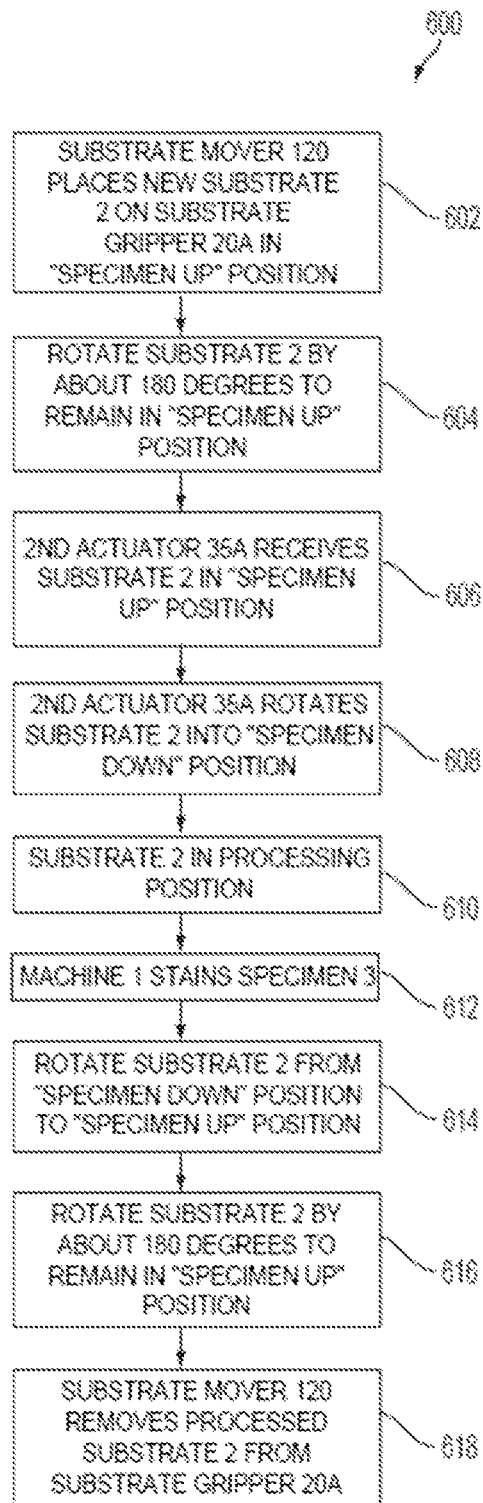 600
SUBSTRATE MOVER 120
PLACES NEW SUBSTRATE
2 ON SUBSTRATE
GRIPPER 20A IN
"SPECIMEN UP" POSITION
602
ROTATE SUBSTRATE 2 BY
ABOUT 180 DEGREES TO
REMAIN IN "SPECIMEN UP"
POSITION
604
2ND ACTUATOR 35A RECEIVES
SUBSTRATE 2 IN "SPECIMEN
UP" POSITION
606
2ND ACTUATOR 35A ROTATES
SUBSTRATE 2 INTO "SPECIMEN
DOWN" POSITION
608
SUBSTRATE 2 IN PROCESSING
POSITION
610
MACHINE 1 STAINS SPECIMEN 3
612
ROTATE SUBSTRATE 2 FROM
"SPECIMEN DOWN" POSITION
TO "SPECIMEN UP" POSITION
614
ROTATE SUBSTRATE 2 BY
ABOUT 180 DEGREES TO
REMAIN IN "SPECIMEN UP"
POSITION
616
SUBSTRATE MOVER 120
REMOVES PROCESSED
SUBSTRATE 2 FROM
SUBSTRATE GRIPPER 20A
618